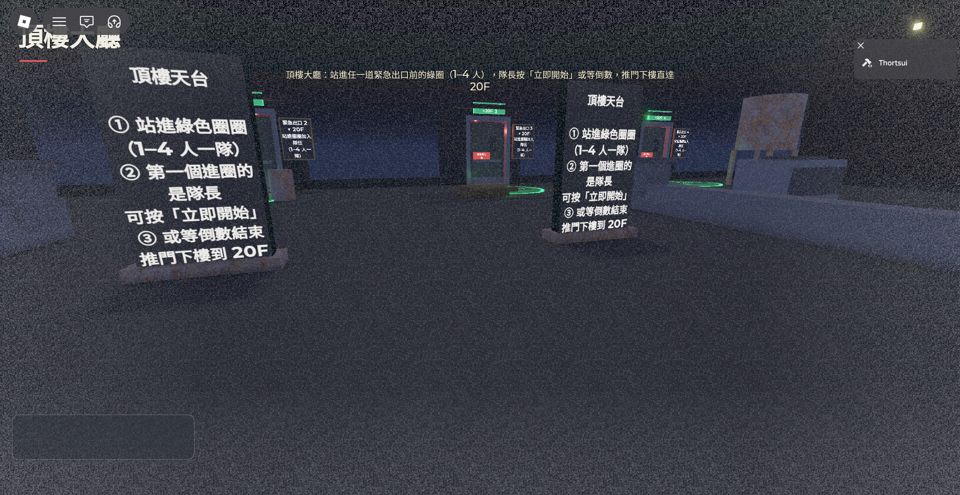 頂樓大廳
Thortsui
頂樓大廳：站進任一道緊急出口前的綠圈（1–4 人），隊長按「立即開始」或等倒數，推門下樓直達
20F
頂樓天台
① 站進綠色圈圈
（1–4 人一隊）
② 第一個進圈的
是隊長
可按「立即開始」
③ 或等倒數結束
推門下樓到 20F
緊急出口 2
頂樓天台
① 站進綠色圈圈
（1–4 人一隊）
② 第一個進圈的
是隊長
可按「立即開始」
③ 或等倒數結束
推門下樓到 20F